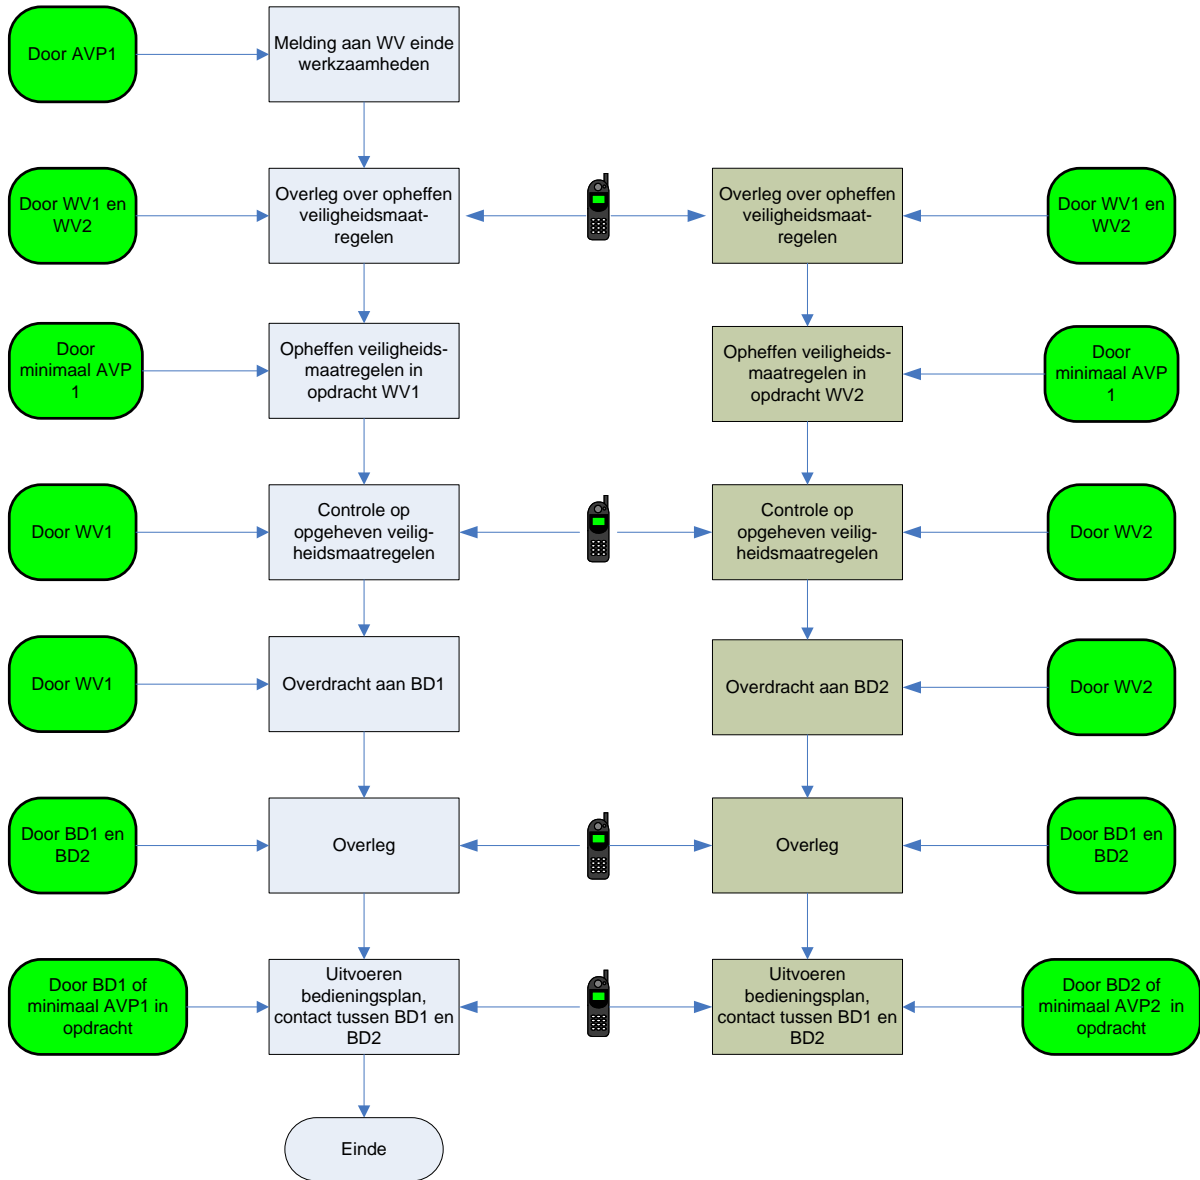 Door AVP1
Melding aan WV einde
werkzaamheden
Door WV1 en
WV2
Overleg over opheffen
veiligheidsmaat-
regelen
Overleg over opheffen
veiligheidsmaat-
regelen
Door WV1 en
WV2
Door
minimaal AVP
1
Opheffen veiligheids-
maatregelen in
opdracht WV1
Opheffen veiligheids-
maatregelen in
opdracht WV2
Door
minimaal AVP
1
Door WV1
Controle op
opgeheven veilig-
heidsmaatregelen
Controle op
opgeheven veilig-
heidsmaatregelen
Door WV2
Door WV1
Overdracht aan BD1
Overdracht aan BD2
Door WV2
Door BD1 en
BD2
Overleg
Overleg
Door BD1 en
BD2
Door BD1 of
minimaal AVP1 in
opdracht
Uitvoeren
bedieningsplan,
contact tussen BD1 en
BD2
Uitvoeren
bedieningsplan,
contact tussen BD1 en
BD2
Door BD2 of
minimaal AVP2  in
opdracht
Einde